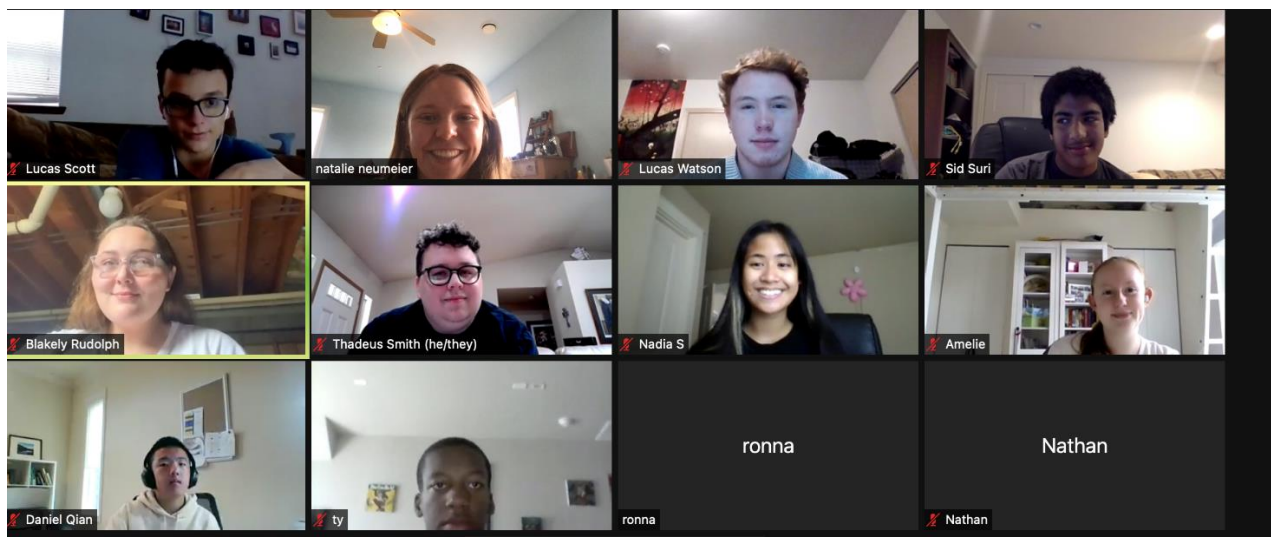 Lucas Scott
natalie neumeier
Lucas Watson
Sid Suri
Blakely Rudolph
Thadeus Smith (he/they)
Nadia S
Amelie
Daniel Qian
ty
ronna
ronna
Nathan
Nathan